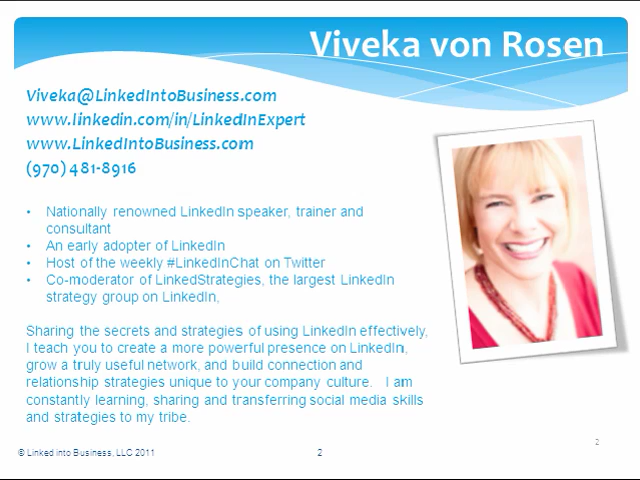 Viveka von Rosen
Viveka@LinkedIntoBusiness.com
www.linkedin.com/in/LinkedInExpert
www.LinkedIntoBusiness.com
(970) 481-8916
• Nationally renowned LinkedIn speaker, trainer and
consultant
• An early adopter of LinkedIn
• Host of the weekly #LinkedInChat on Twitter
• Co-moderator of LinkedStrategies, the largest LinkedIn
strategy group on LinkedIn,
Sharing the secrets and strategies of using LinkedIn effectively,
I teach you to create a more powerful presence on LinkedIn,
grow a truly useful network, and build connection and
relationship strategies unique to your company culture. I am
constantly learning, sharing and transferring social media skills
and strategies to my tribe.
2
© Linked into Business, LLC 2011 2